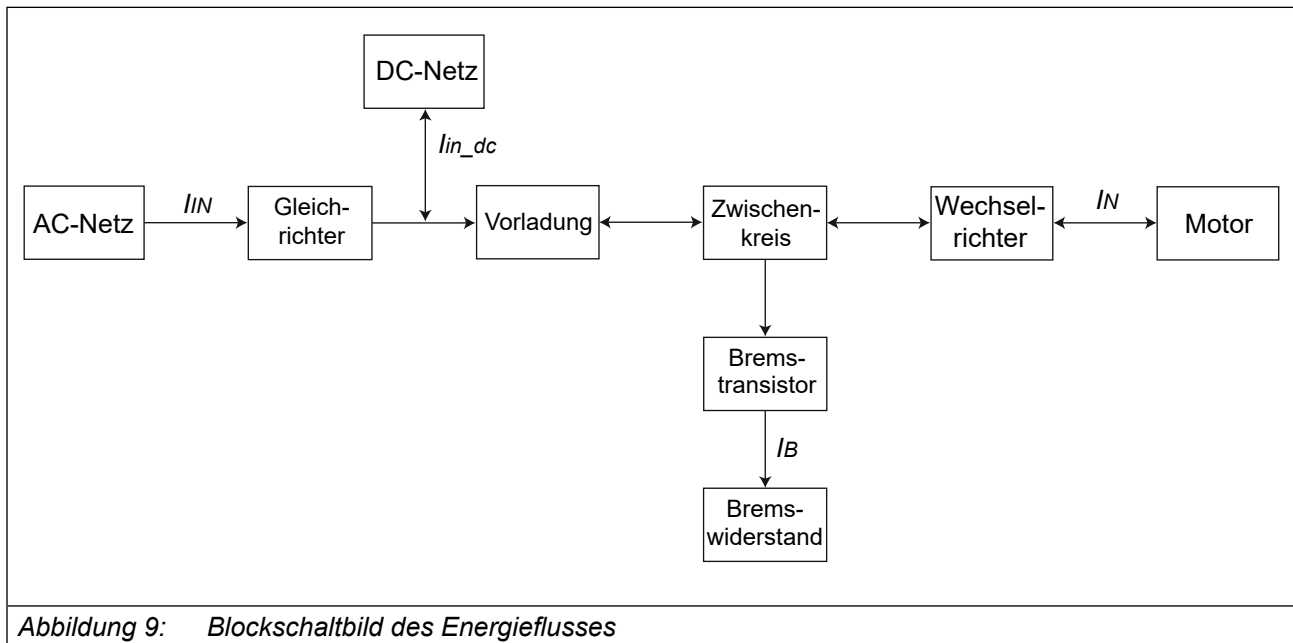 DC-Netz
Iin_dc
AC-Netz
IIN
Gleich-
richter
Vorladung
Zwischen-
kreis
Wechsel-
richter
IN
Motor
Brems-
transistor
IB
Brems-
widerstand
Abbildung 9: Blockschaltbild des Energieflusses